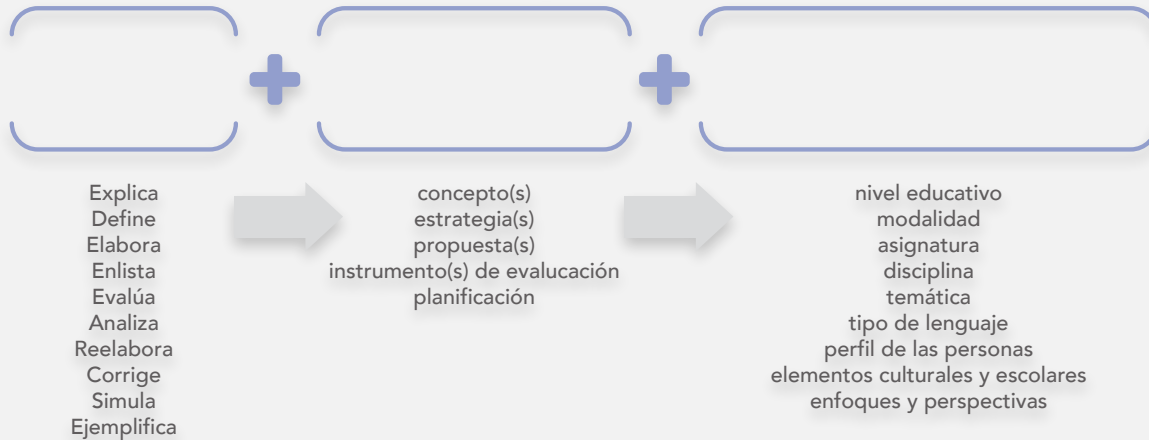 Explica
Define
Elabora
Enlista
Evalúa
Analiza
Reelabora
Corrige
Simula
Ejemplifica
concepto(s)
estrategia(s)
propuesta(s)
instrumento(s) de evalucación
planificación
nivel educativo
modalidad
asignatura
disciplina
temática
tipo de lenguaje
perfil de las personas
elementos culturales y escolares
enfoques y perspectivas